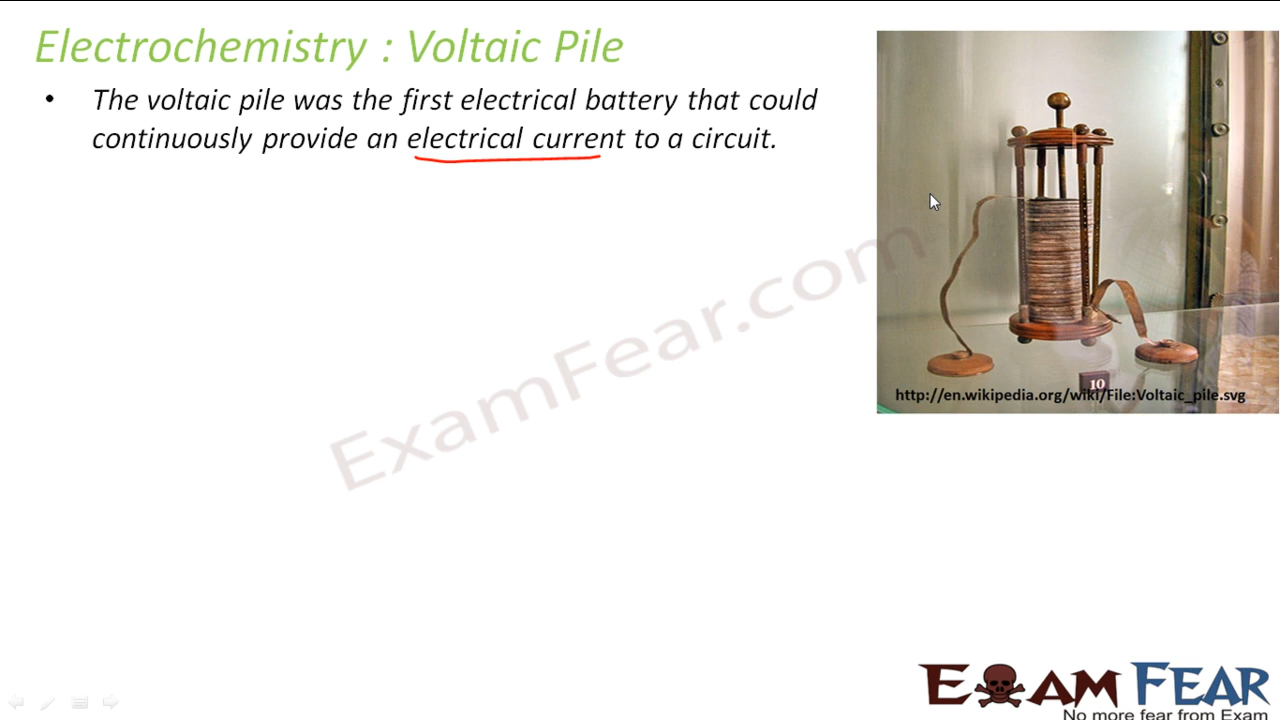 Electrochemistry : Voltaic Pile
• The voltaic pile was the first electrical battery that could
continuously provide an electrical current to a circuit.
10
http://en.wikipedia.org/wiki/File:Voltaic_pile.svg
ExamFear.com
EXAM FEAR
No more fear from Exam